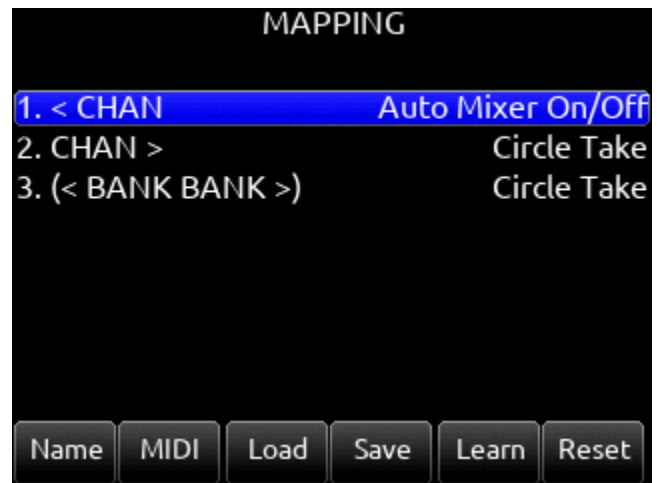 MAPPING
1. < CHAN Auto Mixer On/Off
2. CHAN > Circle Take
3. (< BANK BANK >) Circle Take
Name MIDI Load Save Learn Reset